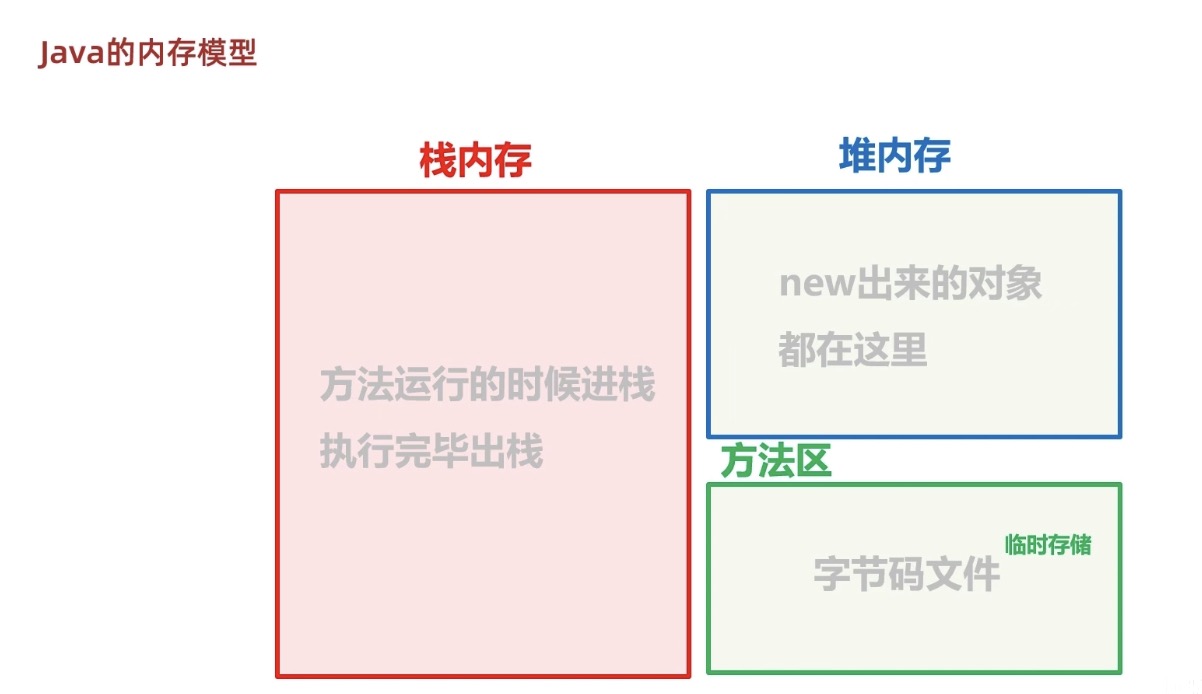 Java的内存模型
栈内存
方法运行的时候进栈
执行完毕出栈
堆内存
new出来的对象
都在这里
方法区
临时存储
字节码文件